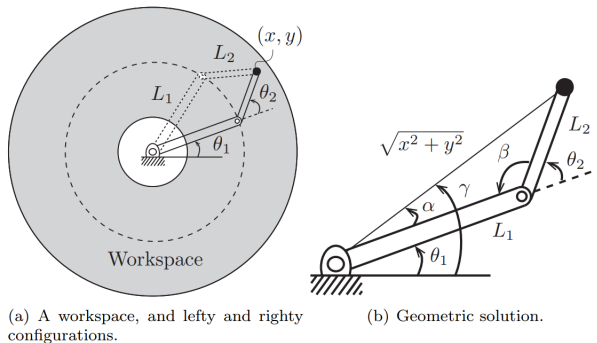 (x, y)
L₂
L₁
θ₂
θ₁
Workspace
(a) A workspace, and lefty and righty
configurations.
√x² + y²
β
L₂
θ₂
γ
α
L₁
θ₁
(b) Geometric solution.